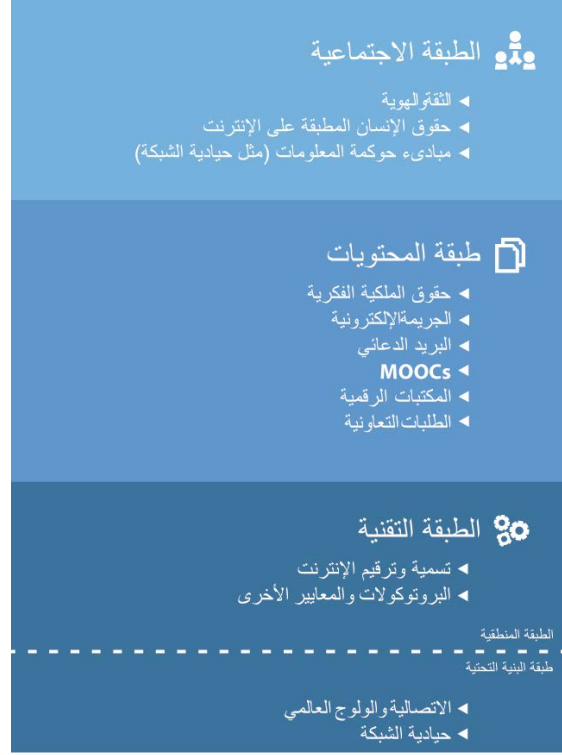 الطبقة الاجتماعية
◄ الثقةوالهوية
◄ حقوق الإنسان المطبقة على الإنترنت
◄ مبادىء حوكمة المعلومات (مثل حيادية الشبكة)
طبقة المحتويات
◄ حقوق الملكية الفكرية
◄ الجريمةالإلكترونية
◄ البريد الدعائي
◄ MOOCs
◄ المكتبات الرقمية
◄ الطلبات التعاونية
الطبقة التقنية
◄ تسمية وترقيم الإنترنت
◄ البروتوكولات والمعايير الأخرى
الطبقة المنطقية
طبقة البنية التحتية
◄ الاتصالية والولوج العالمي
◄ حيادية الشبكة